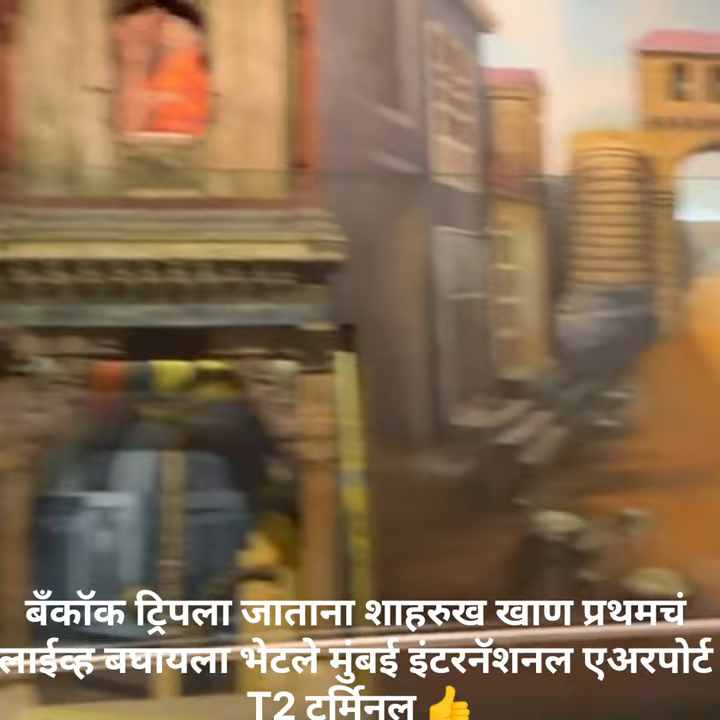 बँकॉक ट्रिपला जाताना शाहरुख खाण प्रथमचं
लाईव्ह बघायला भेटले मुंबई इंटरनॅशनल एअरपोर्ट
T2 टर्मिनल 👍